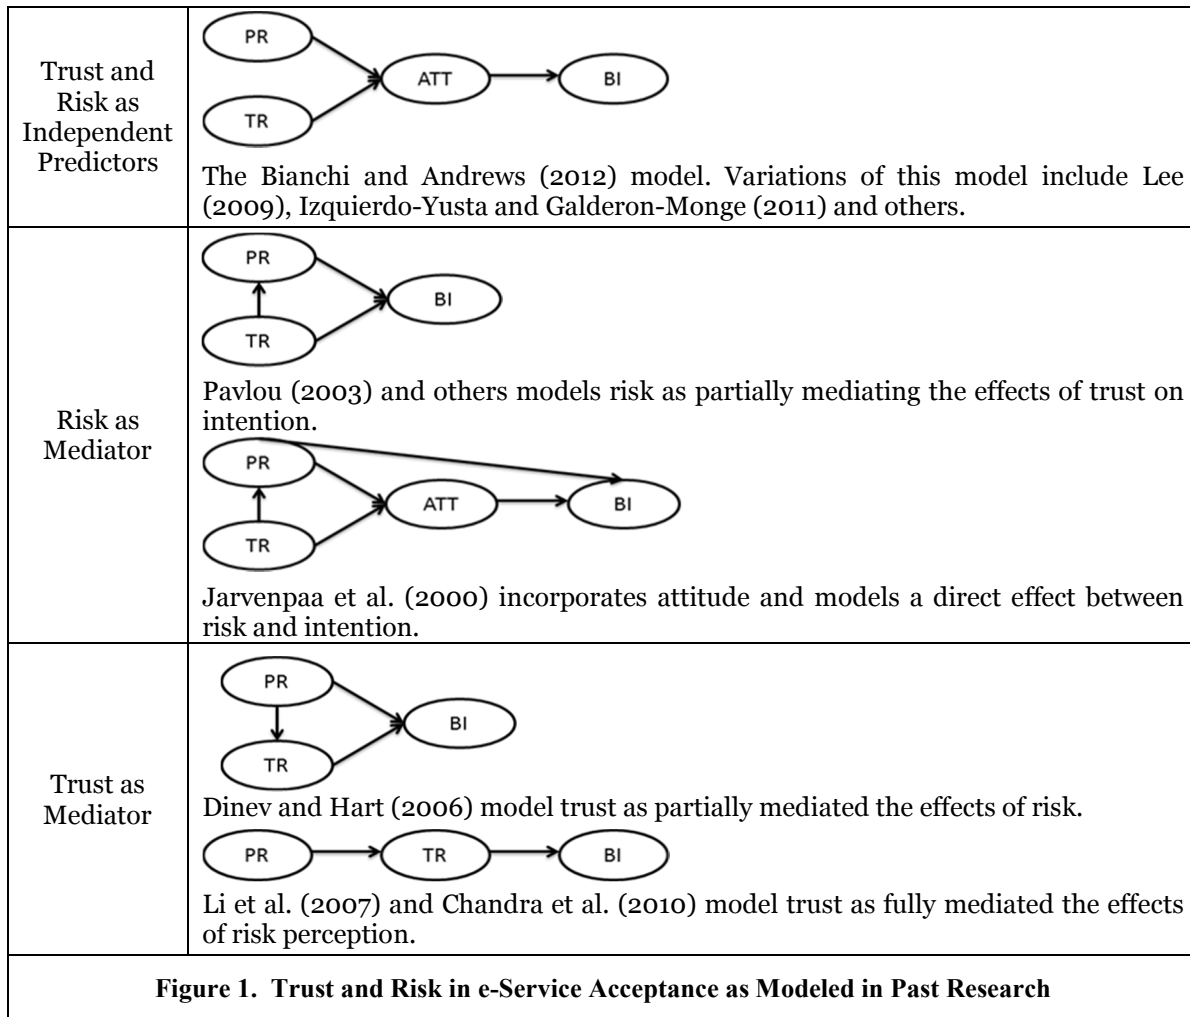 Trust and
Risk as
Independent
Predictors
PR
ATT
BI
TR
The Bianchi and Andrews (2012) model. Variations of this model include Lee
(2009), Izquierdo-Yusta and Galderon-Monge (2011) and others.
Risk as
Mediator
PR
BI
TR
Pavlou (2003) and others models risk as partially mediating the effects of trust on
intention.
PR
ATT
BI
TR
Jarvenpaa et al. (2000) incorporates attitude and models a direct effect between
risk and intention.
Trust as
Mediator
PR
BI
TR
Dinev and Hart (2006) model trust as partially mediated the effects of risk.
PR
TR
BI
Li et al. (2007) and Chandra et al. (2010) model trust as fully mediated the effects
of risk perception.
Figure 1. Trust and Risk in e-Service Acceptance as Modeled in Past Research